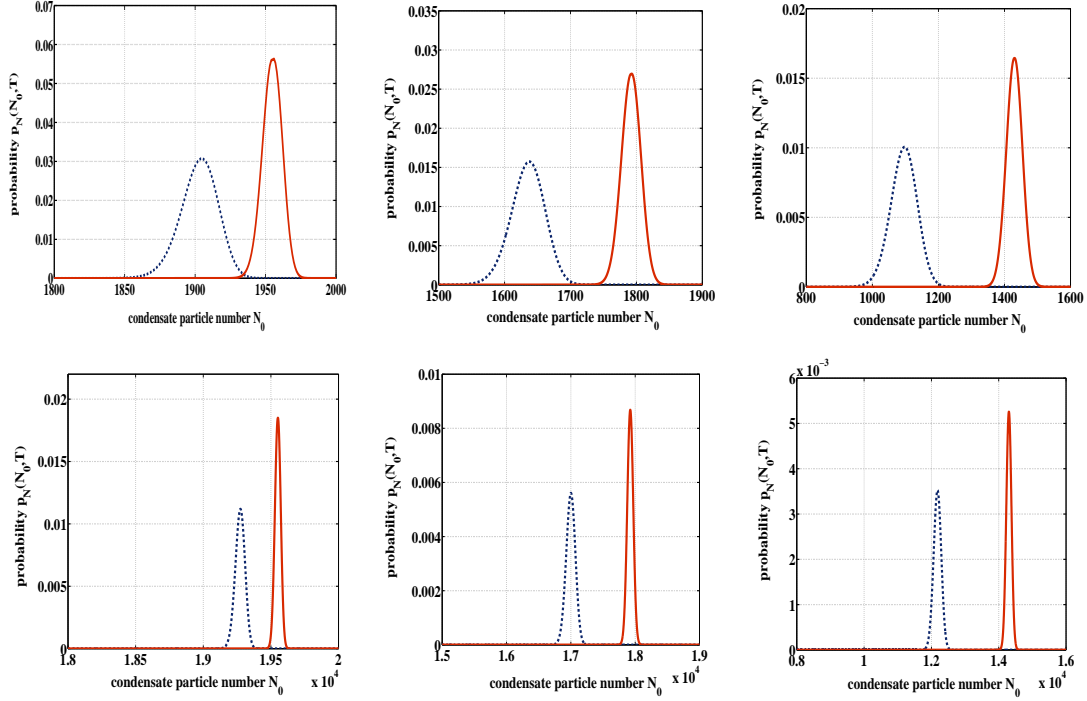 0.07
0.06
0.05
0.04
0.03
0.02
0.01
0
probability p_N(N_0,T)
1800 1850 1900 1950 2000
condensate particle number N_0
0.035
0.03
0.025
0.02
0.015
0.01
0.005
0
probability p_N(N_0,T)
1500 1600 1700 1800 1900
condensate particle number N_0
0.02
0.015
0.01
0.005
0
probability p_N(N_0,T)
800 1000 1200 1400 1600
condensate particle number N_0
0.02
0.015
0.01
0.005
0
probability p_N(N_0,T)
1.8 1.85 1.9 1.95 2
condensate particle number N_0 x 10^4
0.01
0.008
0.006
0.004
0.002
0
probability p_N(N_0,T)
1.5 1.6 1.7 1.8 1.9
condensate particle number N_0 x 10^4
x 10^-3
6
5
4
3
2
1
0
probability p_N(N_0,T)
0.8 1 1.2 1.4 1.6
condensate particle number N_0 x 10^4